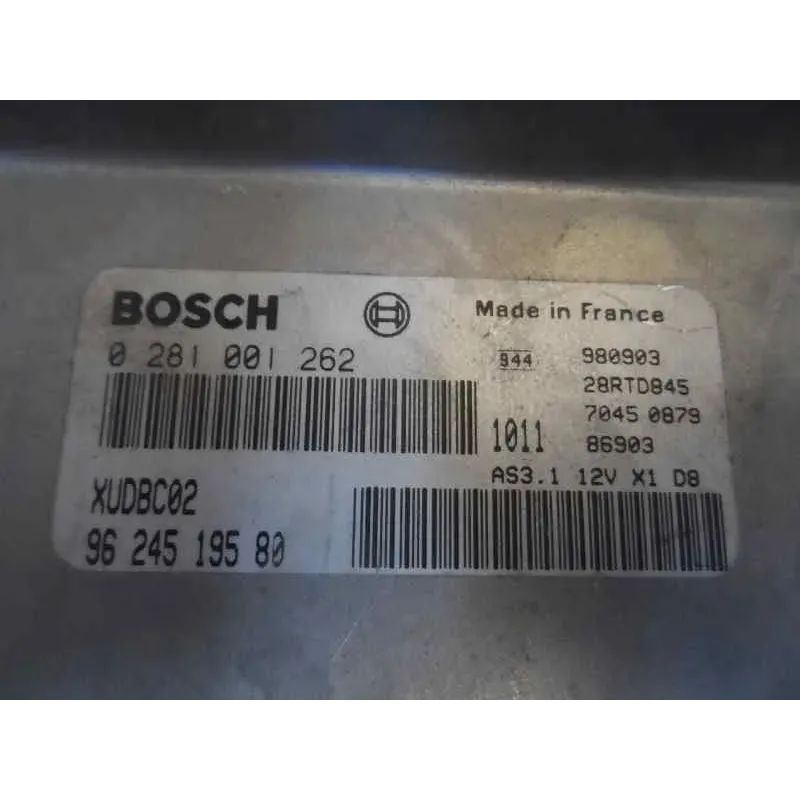 BOSCH
Made in France
0 281 001 262
944
980903
28RTD845
7045 0879
1011
86903
AS3.1 12V X1 D8
XUDBC02
96 245 195 80